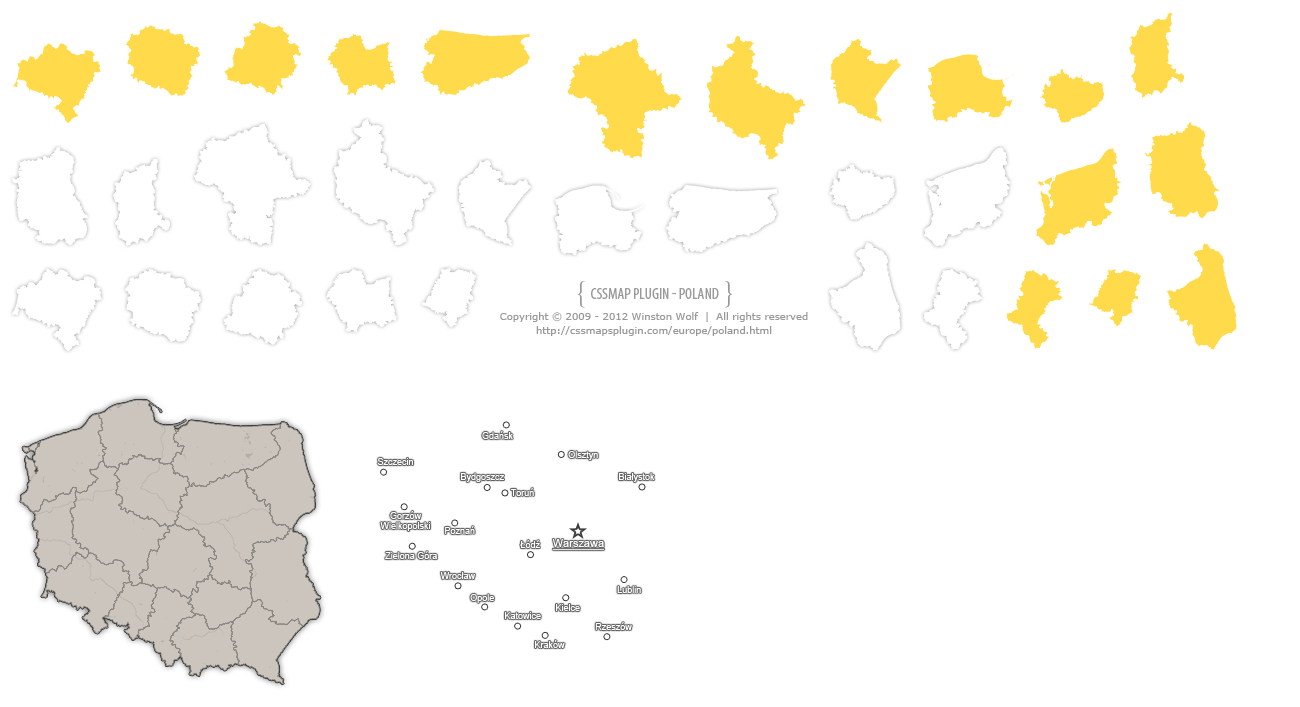 { CSSMAP PLUGIN - POLAND }
Copyright © 2009 - 2012 Winston Wolf | All rights reserved
http://cssmapsplugin.com/europe/poland.html
Gdańsk
Olsztyn
Szczecin
Bydgoszcz
Białystok
Toruń
Gorzów
Wielkopolski
Poznań
Łódź
Warszawa
Zielona Góra
Wrocław
Lublin
Opole
Kielce
Katowice
Rzeszów
Kraków